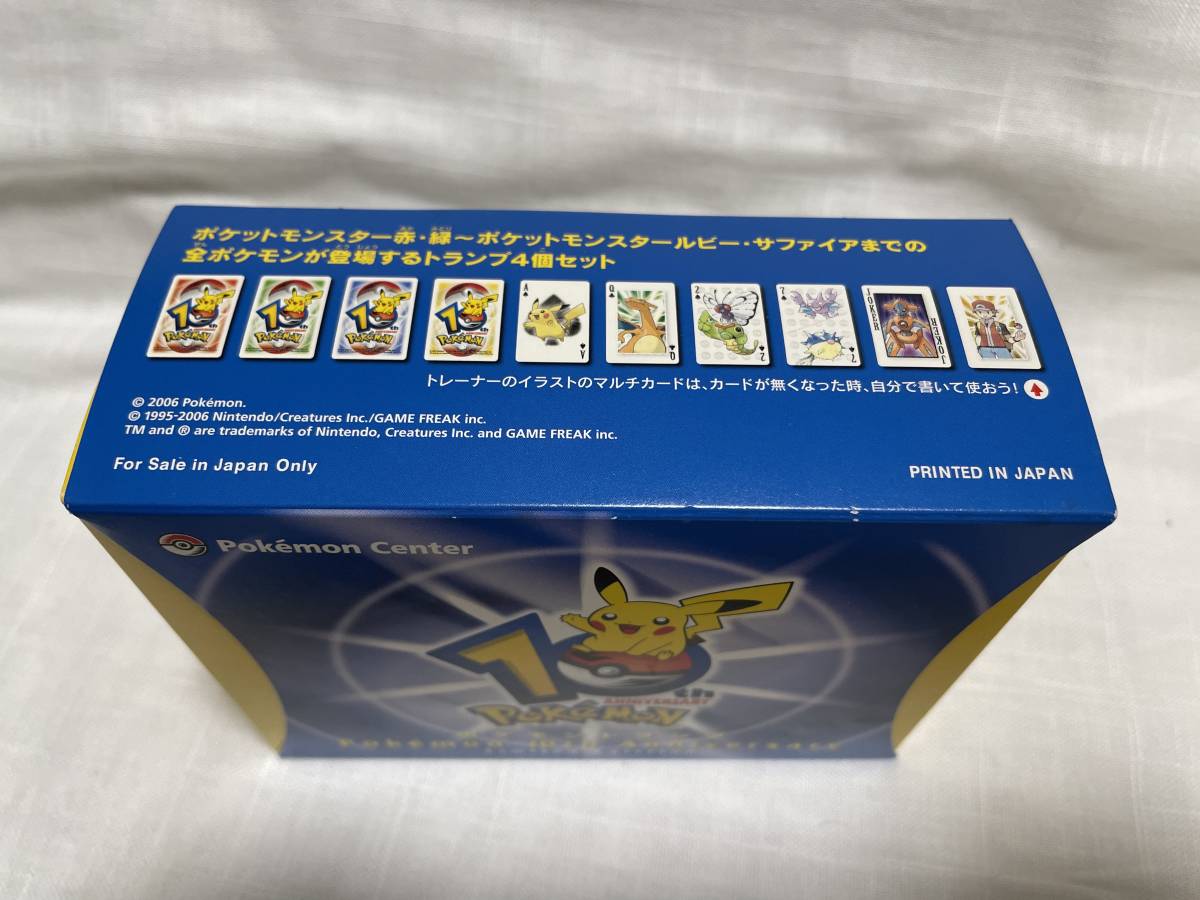 ポケットモンスター赤・緑～ポケットモンスタールビー・サファイアまでの
全ポケモンが登場するトランプ4個セット
トレーナーのイラストのマルチカードは、カードが無くなった時、自分で書いて使おう!
© 2006 Pokémon.
© 1995-2006 Nintendo/Creatures Inc./GAME FREAK inc.
TM and ® are trademarks of Nintendo, Creatures Inc. and GAME FREAK inc.
For Sale in Japan Only
PRINTED IN JAPAN
Pokémon Center
10th
ANNIVERSARY
POKéMON
Pokémon 10th Anniversary